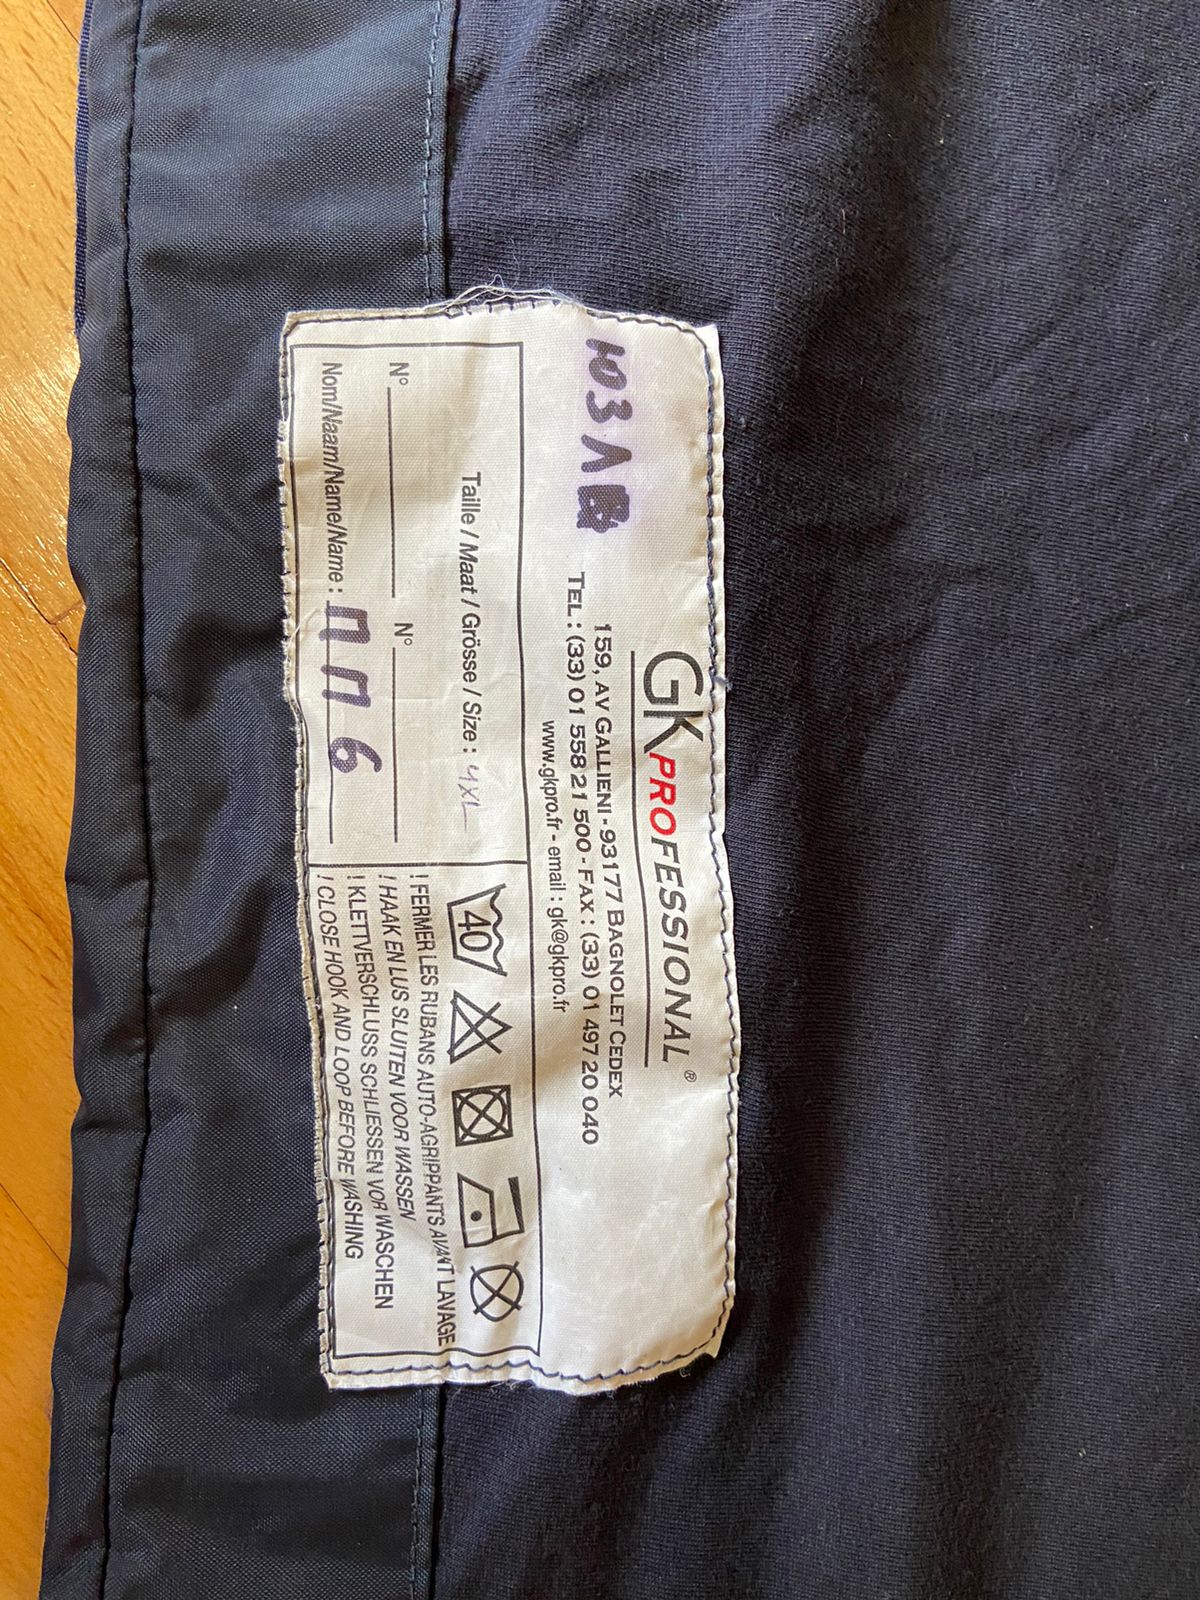 ЮЗЛ
GK PROFESSIONAL ®
159, AV GALLIENI - 93177 BAGNOLET CEDEX
TEL : (33) 01 558 21 500 - FAX : (33) 01 497 20 040
www.gkpro.fr - email : gk@gkpro.fr
Taille / Maat / Grösse / Size : 4XL
N° N°
Nom/Naam/Name/Name : ПП6
40
! FERMER LES RUBANS AUTO-AGRIPPANTS AVANT LAVAGE
! HAAK EN LUS SLUITEN VOOR WASSEN
! KLETTVERSCHLUSS SCHLIESSEN VOR WASCHEN
! CLOSE HOOK AND LOOP BEFORE WASHING